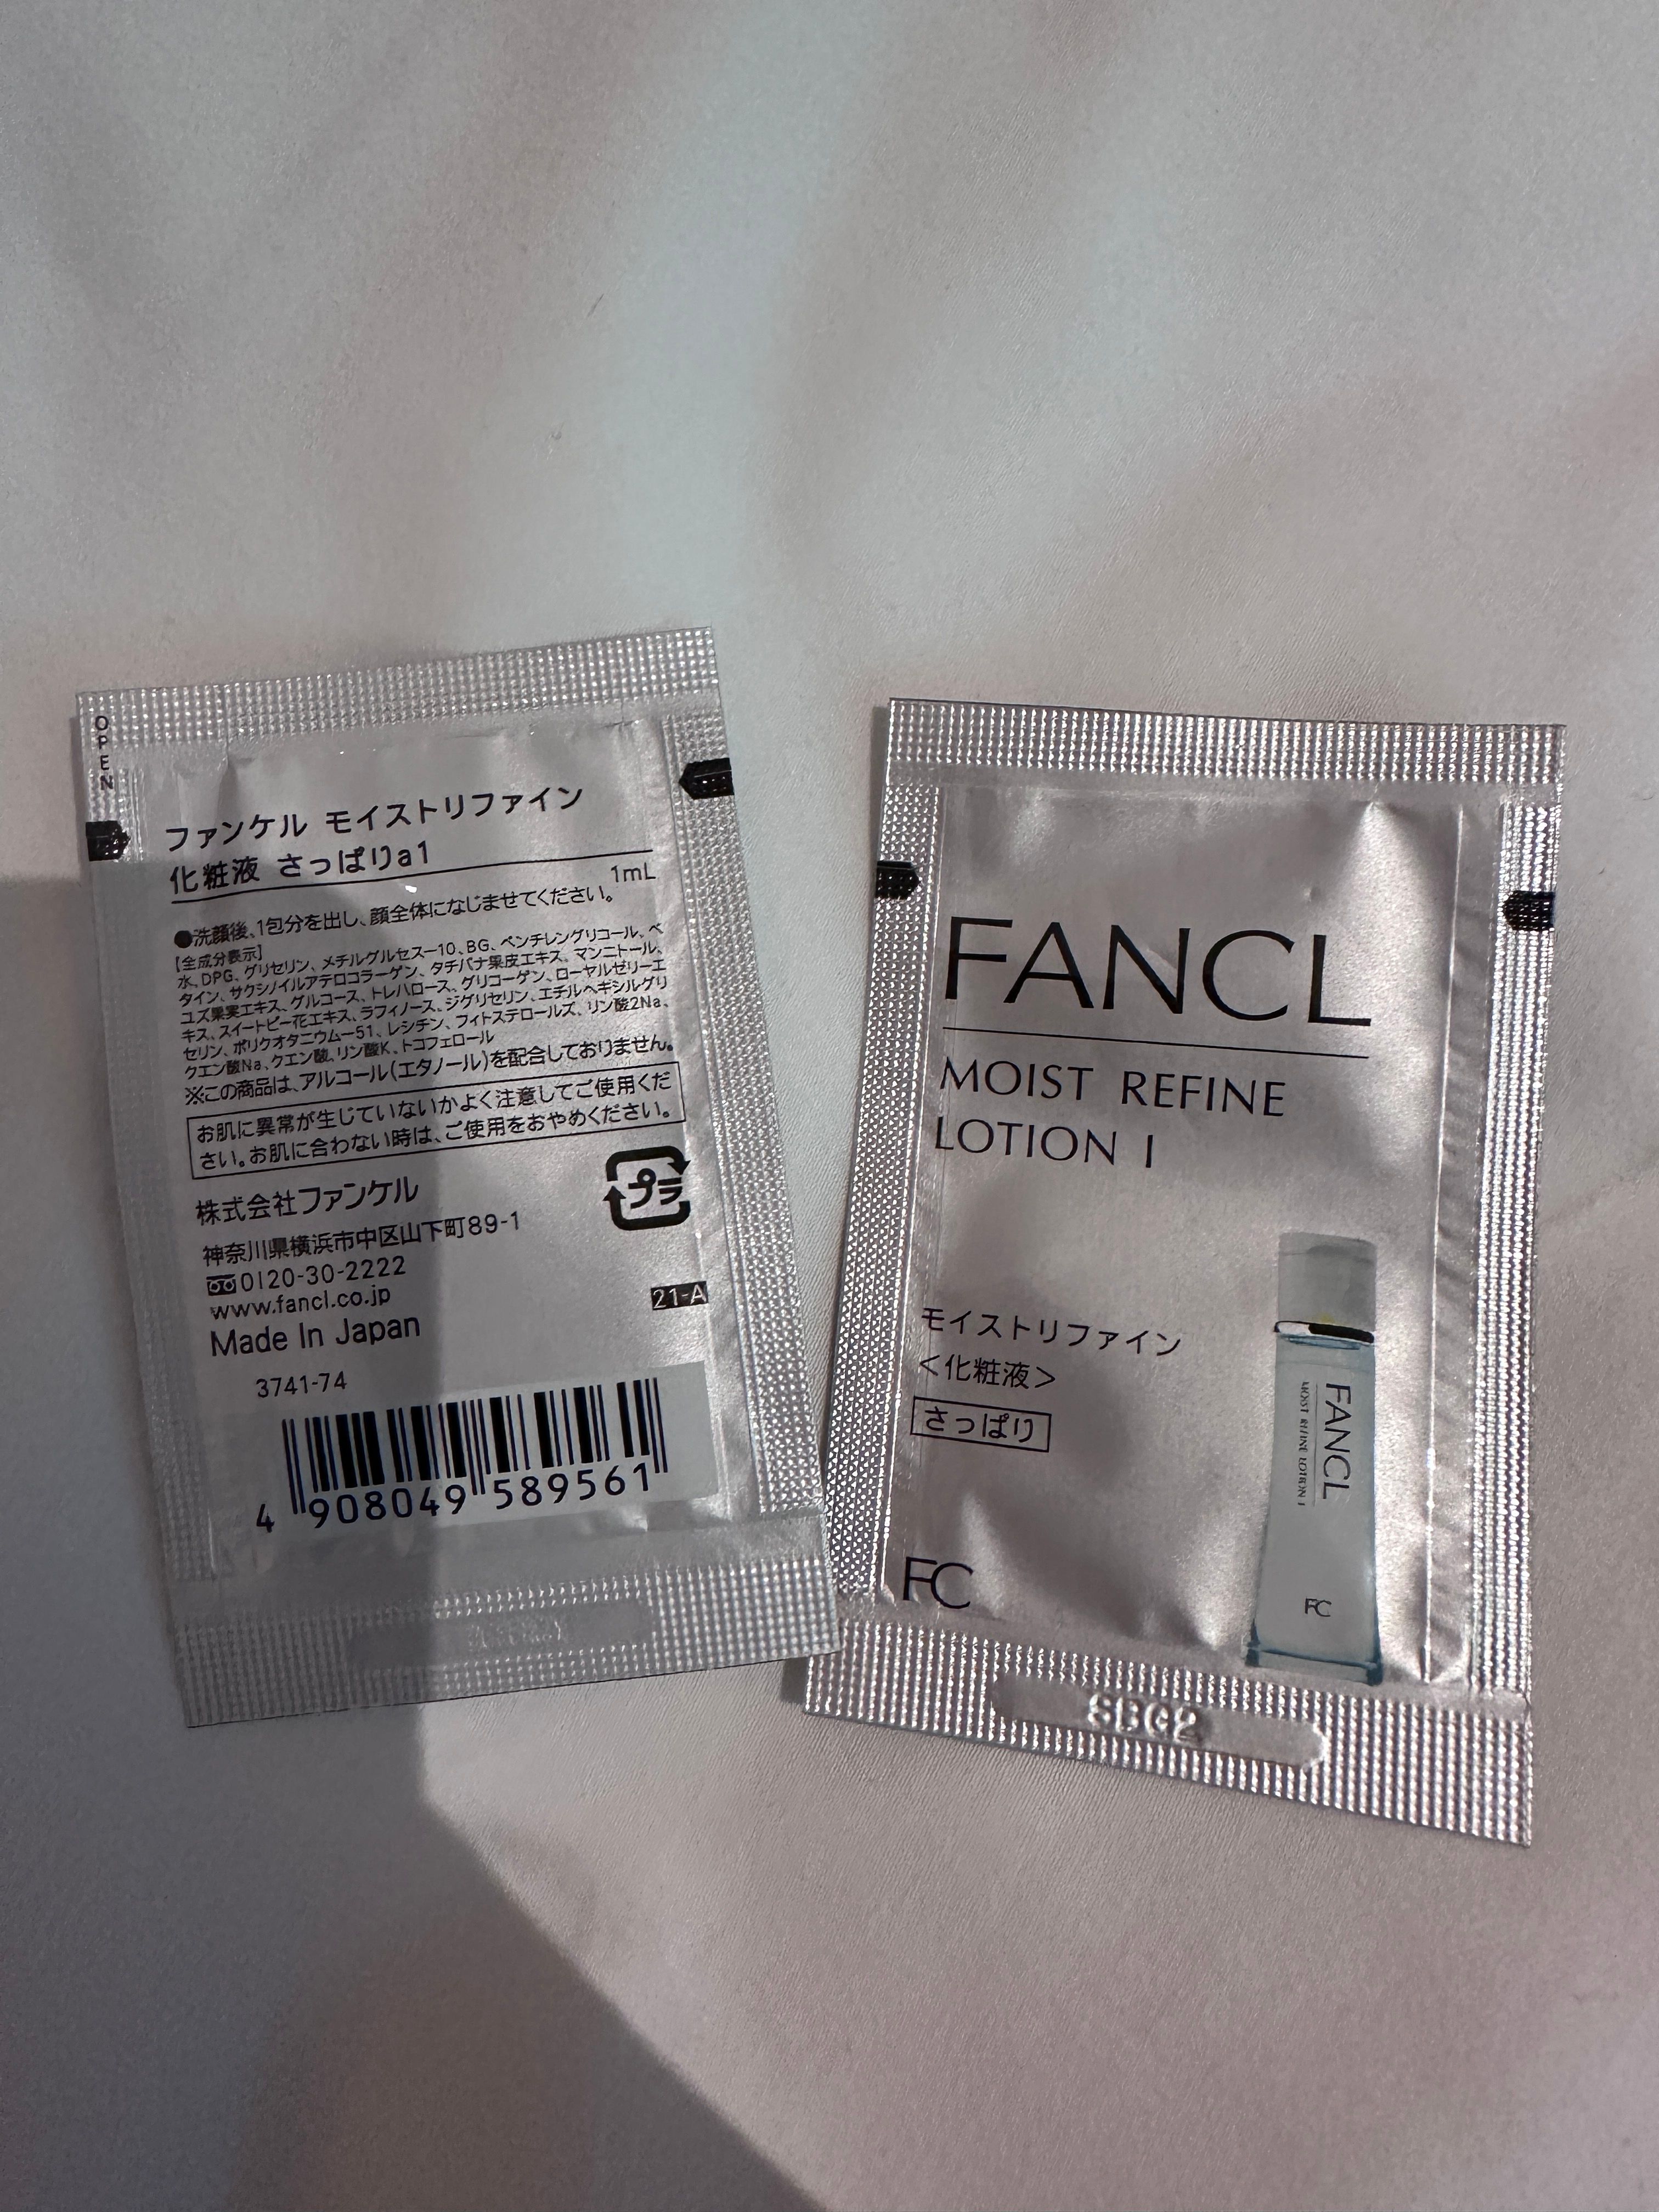 OPEN
ファンケル モイストリファイン
化粧液 さっぱりa1
1mL
●洗顔後、1包分を出し、顔全体になじませてください。
【全成分表示】
水、DPG、グリセリン、メチルグルセス-10、BG、ペンチレングリコール、ベ
タイン、サクシノイルアテロコラーゲン、タチバナ果皮エキス、マンニトール、
ユズ果実エキス、グルコース、トレハロース、グリコーゲン、ローヤルゼリーエ
キス、スイートピー花エキス、ラフィノース、ジグリセリン、エチルヘキシルグリ
セリン、ポリクオタニウム-51、レシチン、フィトステロールズ、リン酸2Na、
クエン酸Na、クエン酸、リン酸K、トコフェロール
※この商品は、アルコール(エタノール)を配合しておりません。
お肌に異常が生じていないかよく注意してご使用くだ
さい。お肌に合わない時は、ご使用をおやめください。
プラ
株式会社ファンケル
神奈川県横浜市中区山下町89-1
0120-30-2222
www.fancl.co.jp
21-A
Made In Japan
3741-74
4 908049 589561
FANCL
MOIST REFINE
LOTION I
モイストリファイン
<化粧液>
さっぱり
FANCL
MOIST REFINE LOTION I
FC
FC